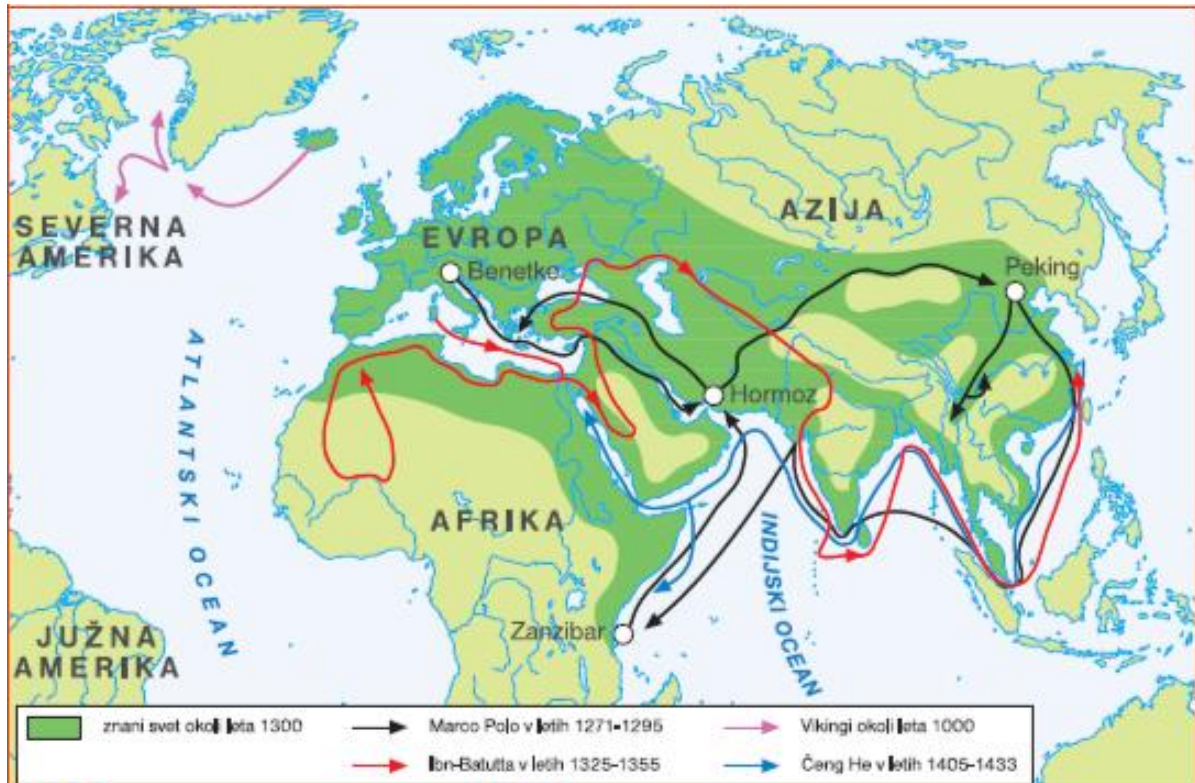 SEVERNA
AMERIKA
EVROPA
AZIJA
Benetke
Peking
Hormoz
ATLANTSKI OCEAN
AFRIKA
INDIJSKI OCEAN
Zanzibar
JUŽNA
AMERIKA
znani svet okoli leta 1300
Marco Polo v letih 1271-1295
Vikingi okoli leta 1000
Ibn-Batutta v letih 1325-1355
Čeng He v letih 1405-1433